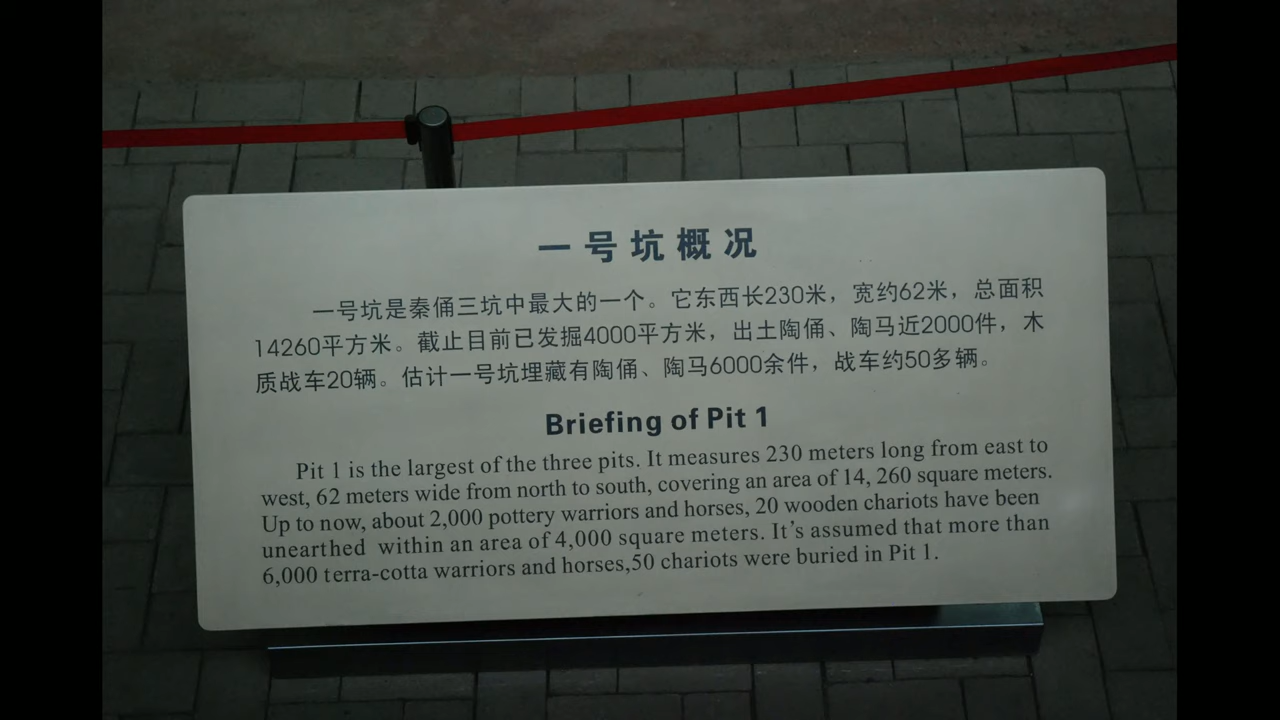 一号坑概况
一号坑是秦俑三坑中最大的一个。它东西长230米，宽约62米，总面积
14260平方米。截止目前已发掘4000平方米，出土陶俑、陶马近2000件，木
质战车20辆。估计一号坑埋藏有陶俑、陶马6000余件，战车约50多辆。
Briefing of Pit 1
Pit 1 is the largest of the three pits. It measures 230 meters long from east to
west, 62 meters wide from north to south, covering an area of 14, 260 square meters.
Up to now, about 2,000 pottery warriors and horses, 20 wooden chariots have been
unearthed within an area of 4,000 square meters. It's assumed that more than
6,000 terra-cotta warriors and horses,50 chariots were buried in Pit 1.